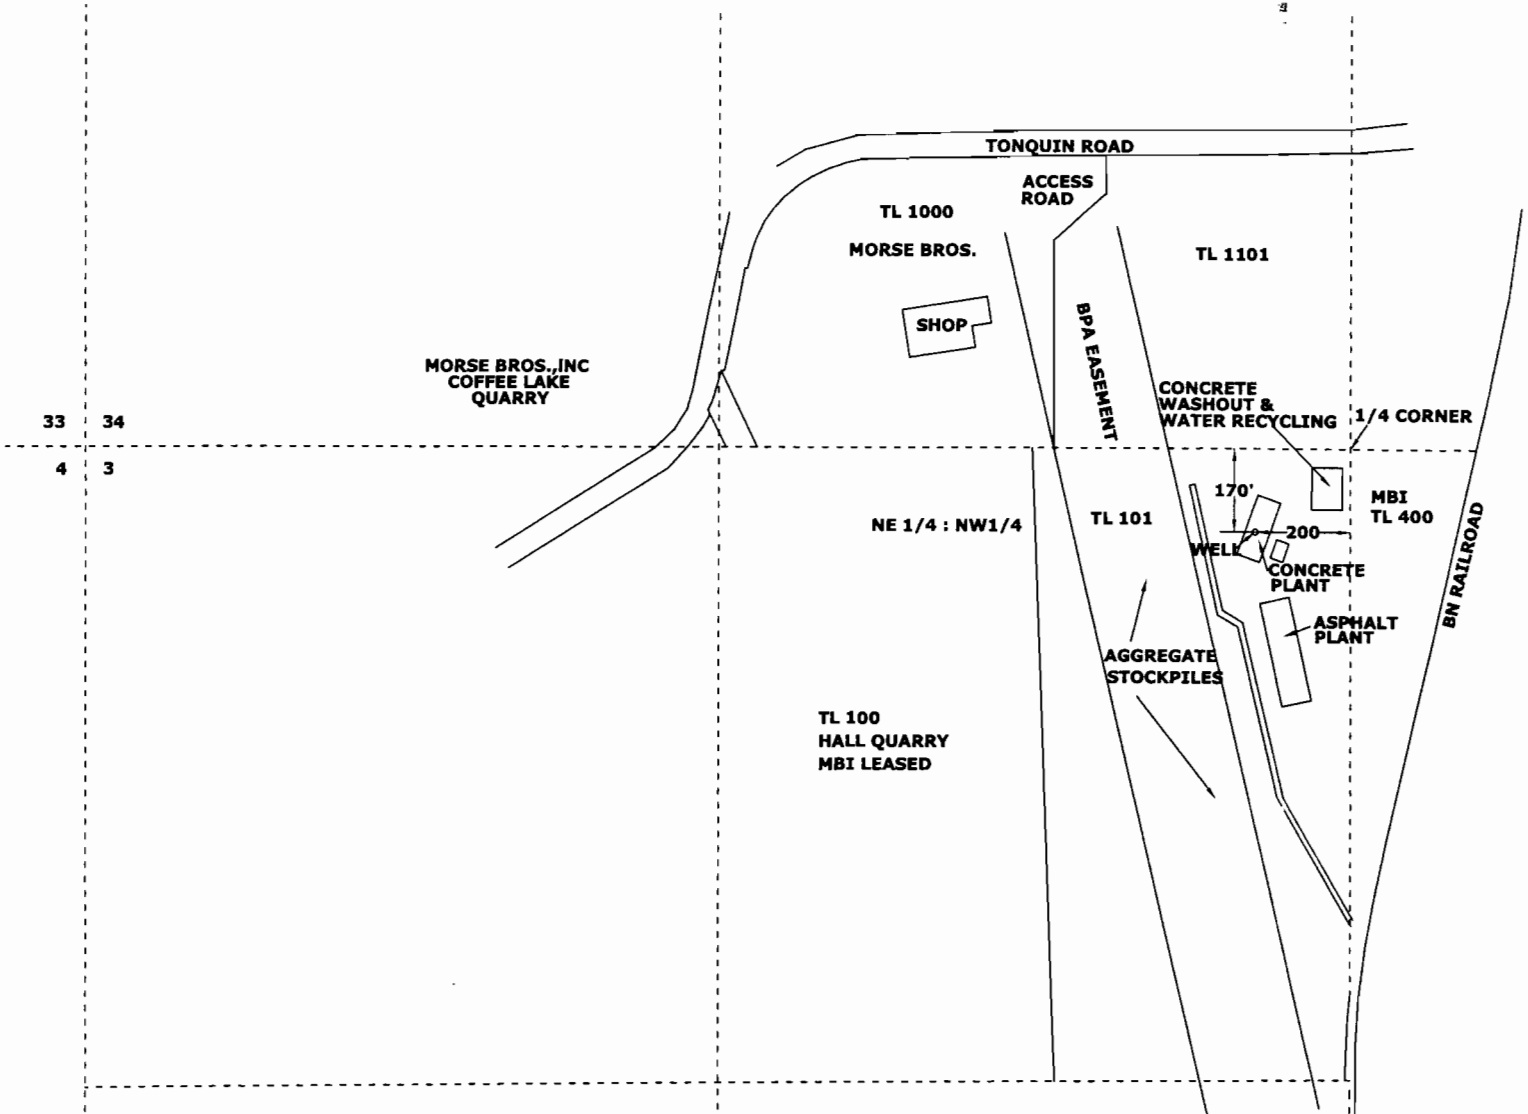 TONQUIN ROAD
ACCESS
ROAD
TL 1000
MORSE BROS.
TL 1101
SHOP
BPA EASEMENT
MORSE BROS.,INC
COFFEE LAKE
QUARRY
CONCRETE
WASHOUT &
WATER RECYCLING
1/4 CORNER
33 34
4 3
170'
MBI
TL 400
NE 1/4 : NW1/4
TL 101
200
WELL
CONCRETE
PLANT
BN RAILROAD
ASPHALT
PLANT
AGGREGATE
STOCKPILES
TL 100
HALL QUARRY
MBI LEASED